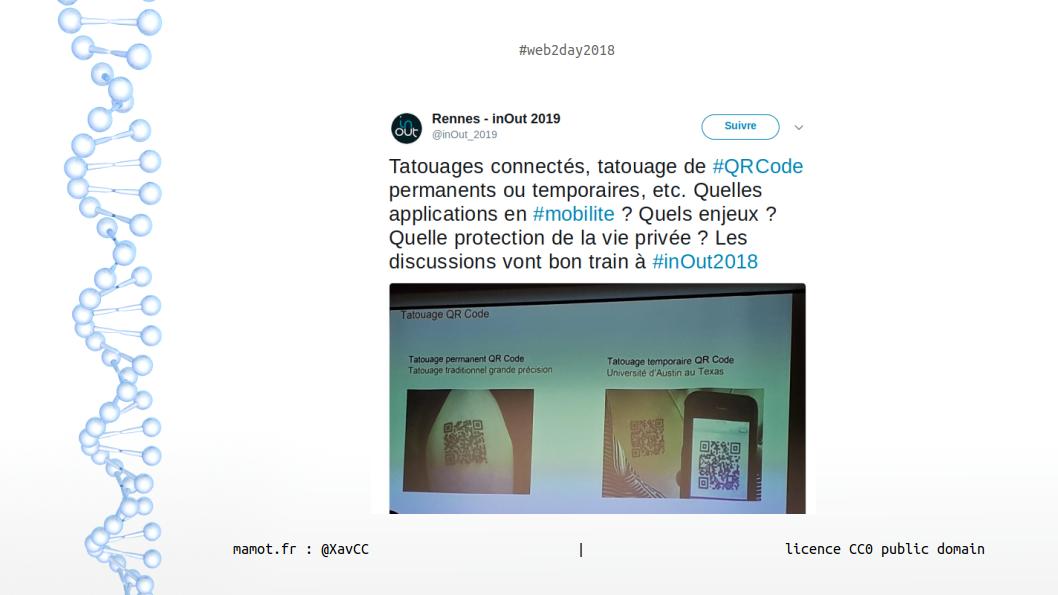 #web2day2018
in
out
Rennes - inOut 2019
@inOut_2019
Suivre
Tatouages connectés, tatouage de #QRCode
permanents ou temporaires, etc. Quelles
applications en #mobilite ? Quels enjeux ?
Quelle protection de la vie privée ? Les
discussions vont bon train à #inOut2018
Tatouage QR Code
Tatouage permanent QR Code
Tatouage traditionnel grande précision
Tatouage temporaire QR Code
Université d'Austin au Texas
mamot.fr : @XavCC | licence CC0 public domain